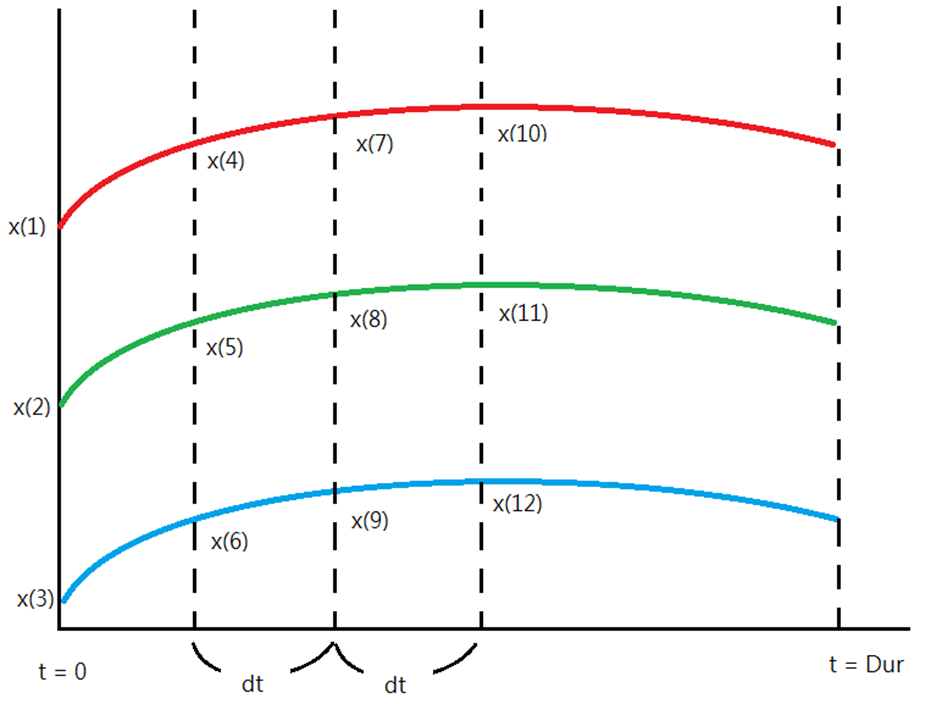 x(10)
x(7)
x(4)
x(1)
x(11)
x(8)
x(5)
x(2)
x(12)
x(9)
x(6)
x(3)
t = 0
dt
dt
t = Dur